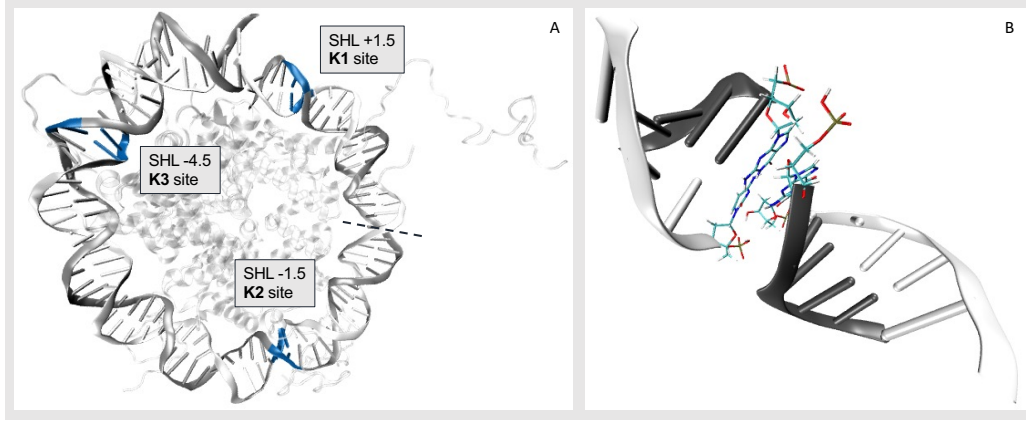 A
SHL +1.5
K1 site
SHL -4.5
K3 site
SHL -1.5
K2 site
B